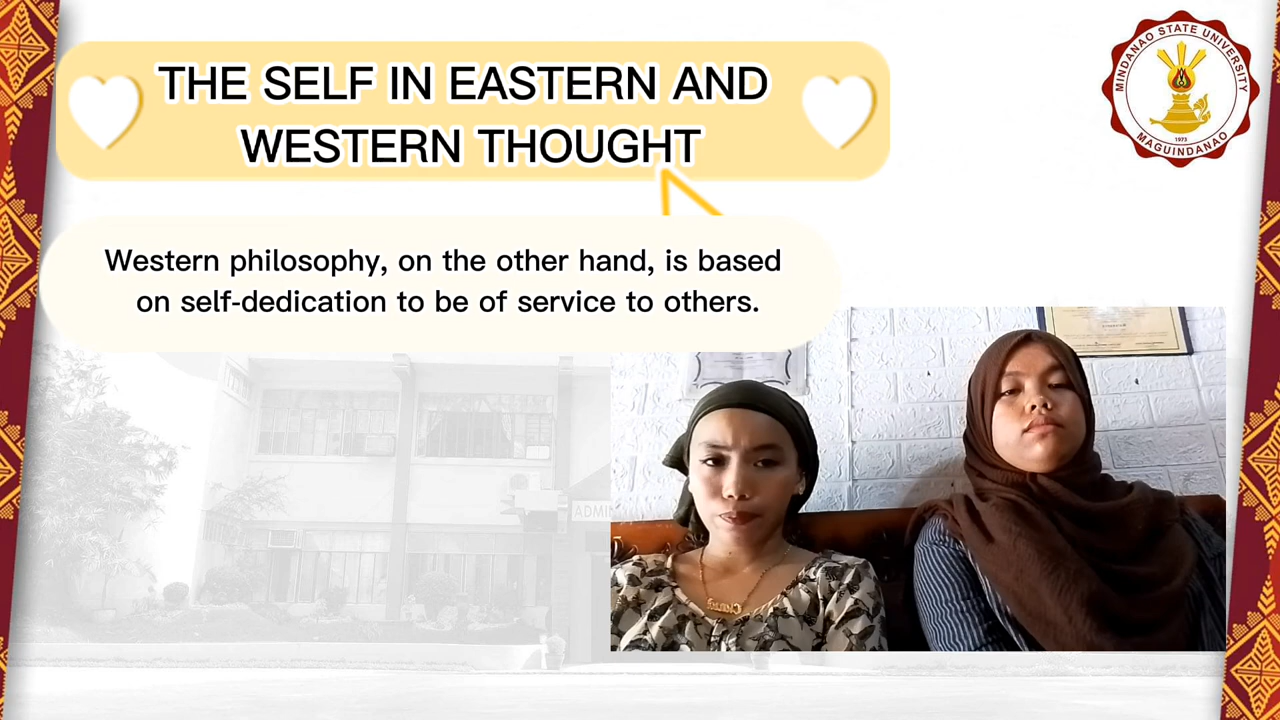 THE SELF IN EASTERN AND
WESTERN THOUGHT
MINDANAO STATE UNIVERSITY
1973
MAGUINDANAO
Western philosophy, on the other hand, is based
on self-dedication to be of service to others.
ADMIN